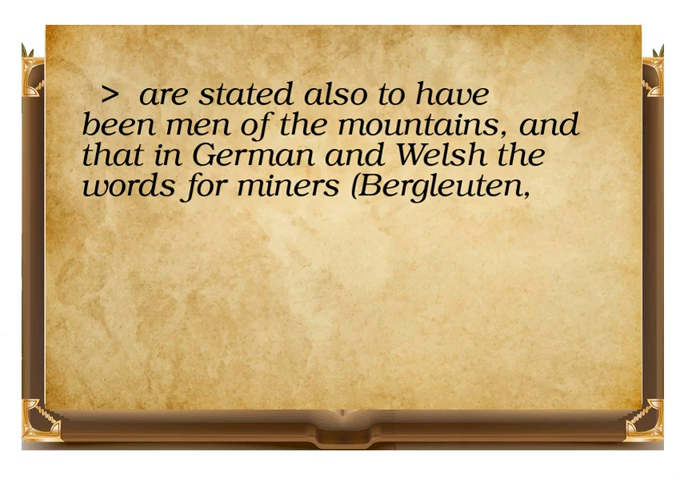 > are stated also to have
been men of the mountains, and
that in German and Welsh the
words for miners (Bergleuten,